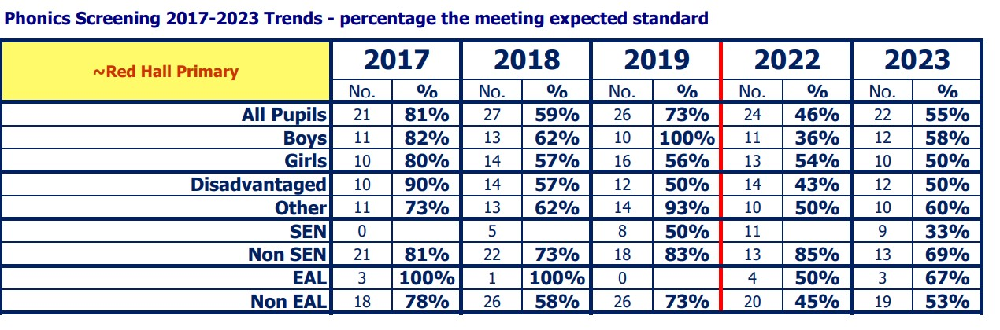 Phonics Screening 2017-2023 Trends - percentage the meeting expected standard
~Red Hall Primary 2017 2018 2019 2022 2023
No. % No. % No. % No. % No. %
All Pupils 21 81% 27 59% 26 73% 24 46% 22 55%
Boys 11 82% 13 62% 10 100% 11 36% 12 58%
Girls 10 80% 14 57% 16 56% 13 54% 10 50%
Disadvantaged 10 90% 14 57% 12 50% 14 43% 12 50%
Other 11 73% 13 62% 14 93% 10 50% 10 60%
SEN 0 5 8 50% 11 9 33%
Non SEN 21 81% 22 73% 18 83% 13 85% 13 69%
EAL 3 100% 1 100% 0 4 50% 3 67%
Non EAL 18 78% 26 58% 26 73% 20 45% 19 53%